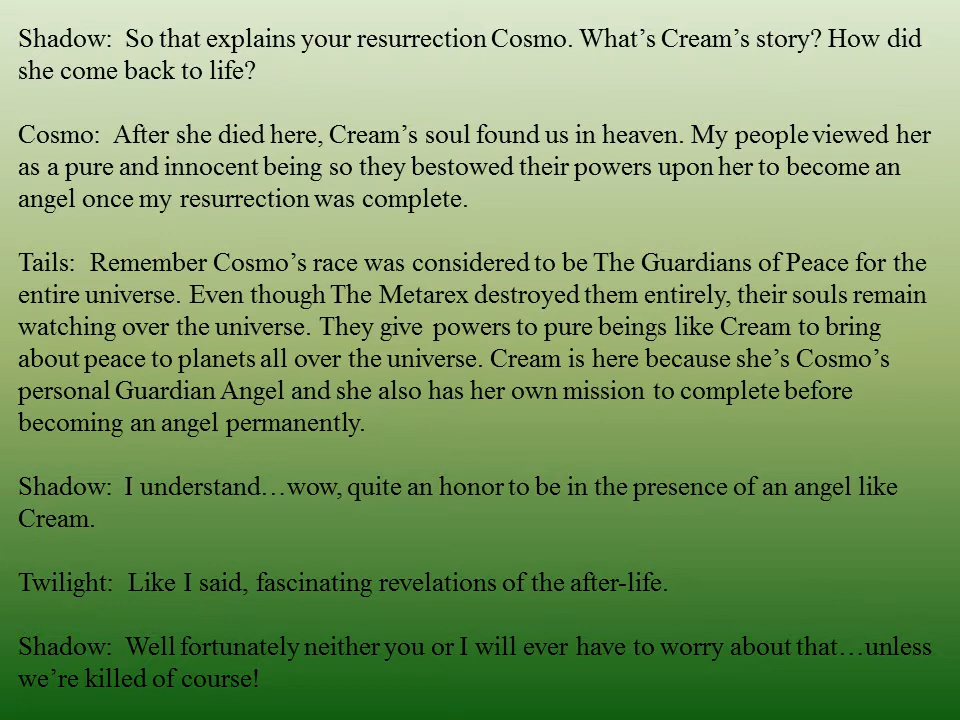 Shadow:  So that explains your resurrection Cosmo. What’s Cream’s story? How did
she come back to life?
Cosmo:  After she died here, Cream’s soul found us in heaven. My people viewed her
as a pure and innocent being so they bestowed their powers upon her to become an
angel once my resurrection was complete.
Tails:  Remember Cosmo’s race was considered to be The Guardians of Peace for the
entire universe. Even though The Metarex destroyed them entirely, their souls remain
watching over the universe. They give  powers to pure beings like Cream to bring
about peace to planets all over the universe. Cream is here because she’s Cosmo’s
personal Guardian Angel and she also has her own mission to complete before
becoming an angel permanently.
Shadow:  I understand…wow, quite an honor to be in the presence of an angel like
Cream.
Twilight:  Like I said, fascinating revelations of the after-life.
Shadow:  Well fortunately neither you or I will ever have to worry about that…unless
we’re killed of course!